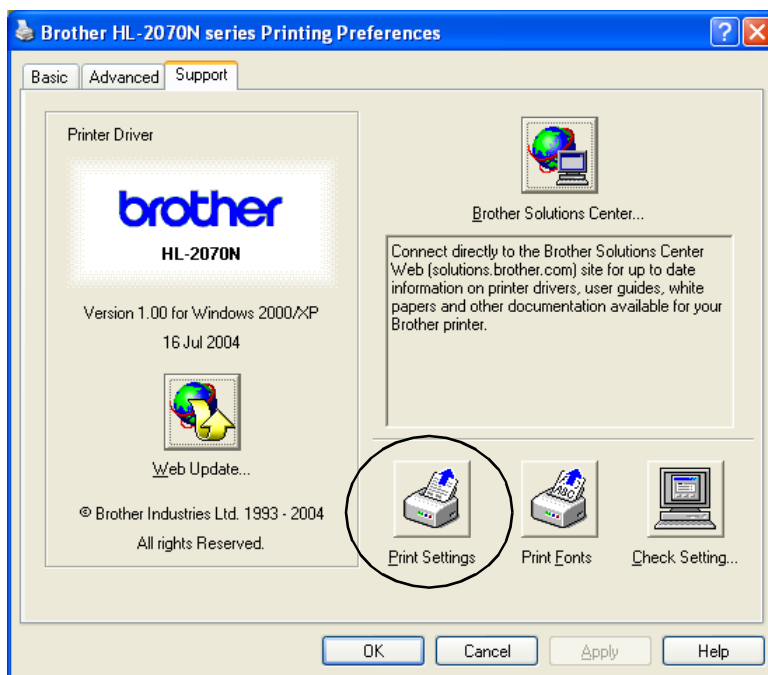 Brother HL-2070N series Printing Preferences
Basic
Advanced
Support
Printer Driver
brother
HL-2070N
Version 1.00 for Windows 2000/XP
16 Jul 2004
Web Update...
© Brother Industries Ltd. 1993 - 2004
All rights Reserved.
Brother Solutions Center...
Connect directly to the Brother Solutions Center
Web (solutions.brother.com) site for up to date
information on printer drivers, user guides, white
papers and other documentation available for your
Brother printer.
Print Settings
ABC
Print Fonts
Check Setting...
OK
Cancel
Apply
Help